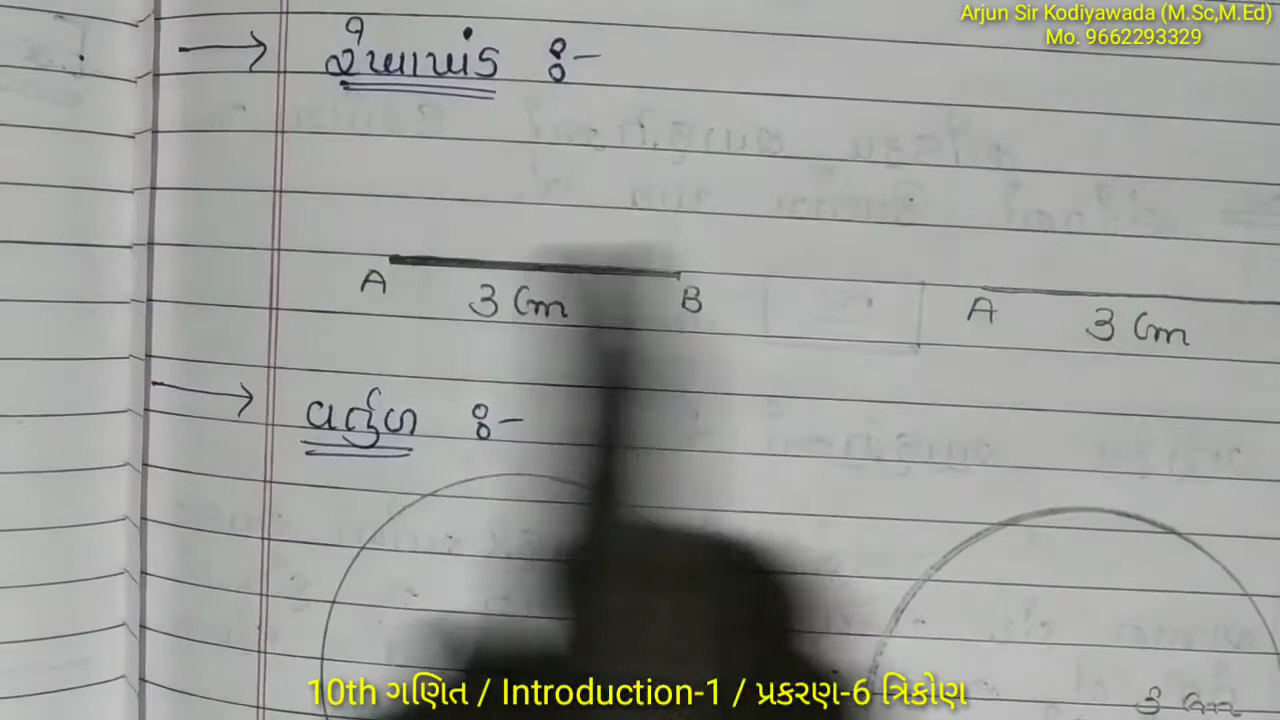 Arjun Sir Kodiyawada (M.Sc,M.Ed)
Mo. 9662293329
રેખાખંડ :-
A 3 Cm B
A 3 Cm
વર્તુળ :-
10th ગણિત / Introduction-1 / પ્રકરણ-6 ત્રિકોણ